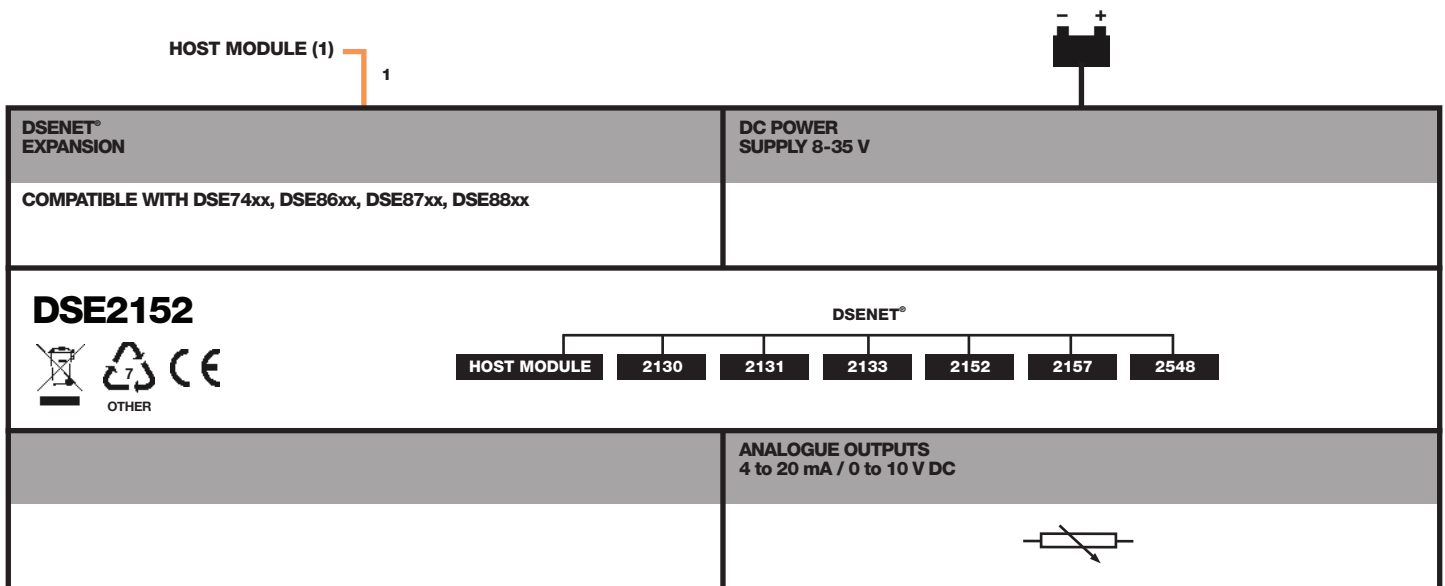 HOST MODULE (1)
1
– +
DSENET®
EXPANSION
DC POWER
SUPPLY 8-35 V
COMPATIBLE WITH DSE74xx, DSE86xx, DSE87xx, DSE88xx
DSE2152
7
OTHER
CE
DSENET®
HOST MODULE 2130 2131 2133 2152 2157 2548
ANALOGUE OUTPUTS
4 to 20 mA / 0 to 10 V DC